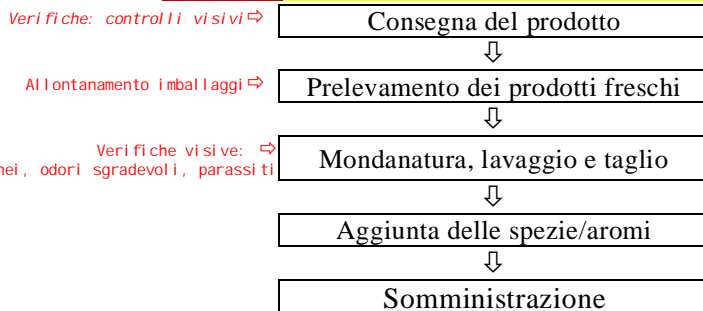 Verifiche: controlli visivi⇨ Consegna del prodotto
⇩
Allontanamento imballaggi⇨ Prelevamento dei prodotti freschi
⇩
Verifiche visive: ⇨
nei, odori sgradevoli, parassiti
Mondanatura, lavaggio e taglio
⇩
Aggiunta delle spezie/aromi
⇩
Somministrazione